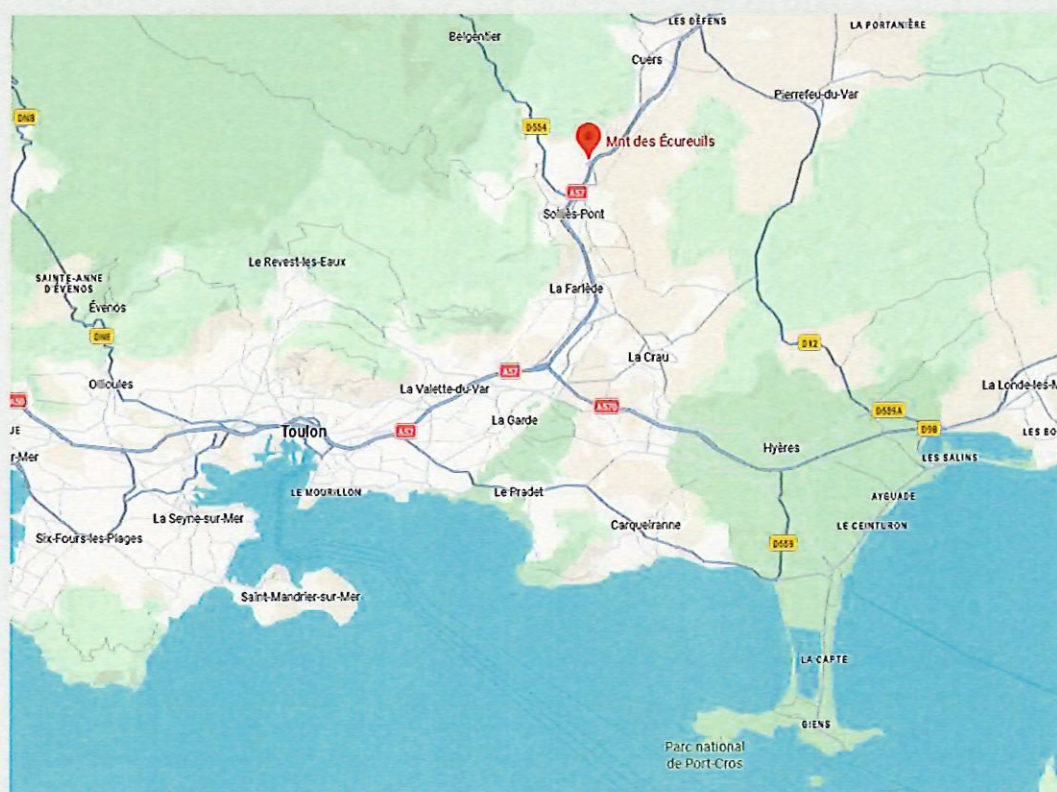 LES DÉFENS
LA PORTANIÈRE
Belgentier
Cuers
Pierrefeu-du-Var
DN8
D554
Mnt des Écureuils
A57
Solliès-Pont
Le Revest-les-Eaux
SAINTE-ANNE
D'ÉVENOS
La Farlède
Évenos
DN8
D12
La Crau
A57
Ollioules
La Valette-du-Var
La Londe-les-M
A50
A570
D559A
La Garde
UE
Toulon
A57
D98
LES BO
Hyères
r-Mer
LES SALINS
LE MOURILLON
Le Pradet
AYGUADE
La Seyne-sur-Mer
Carqueiranne
LE CEINTURON
Six-Fours-les-Plages
D559
Saint-Mandrier-sur-Mer
LA CAPTE
GIENS
Parc national
de Port-Cros